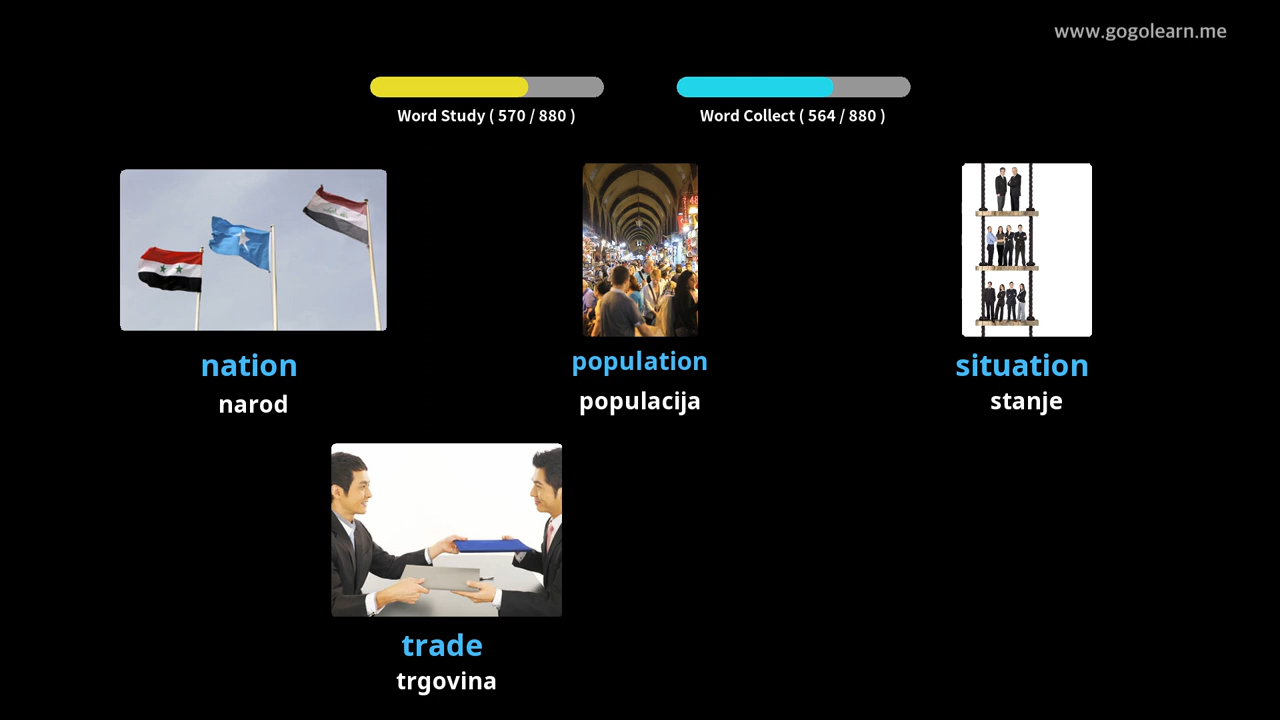 www.gogolearn.me
Word Study ( 570 / 880 )
Word Collect ( 564 / 880 )
nation
narod
population
populacija
situation
stanje
trade
trgovina